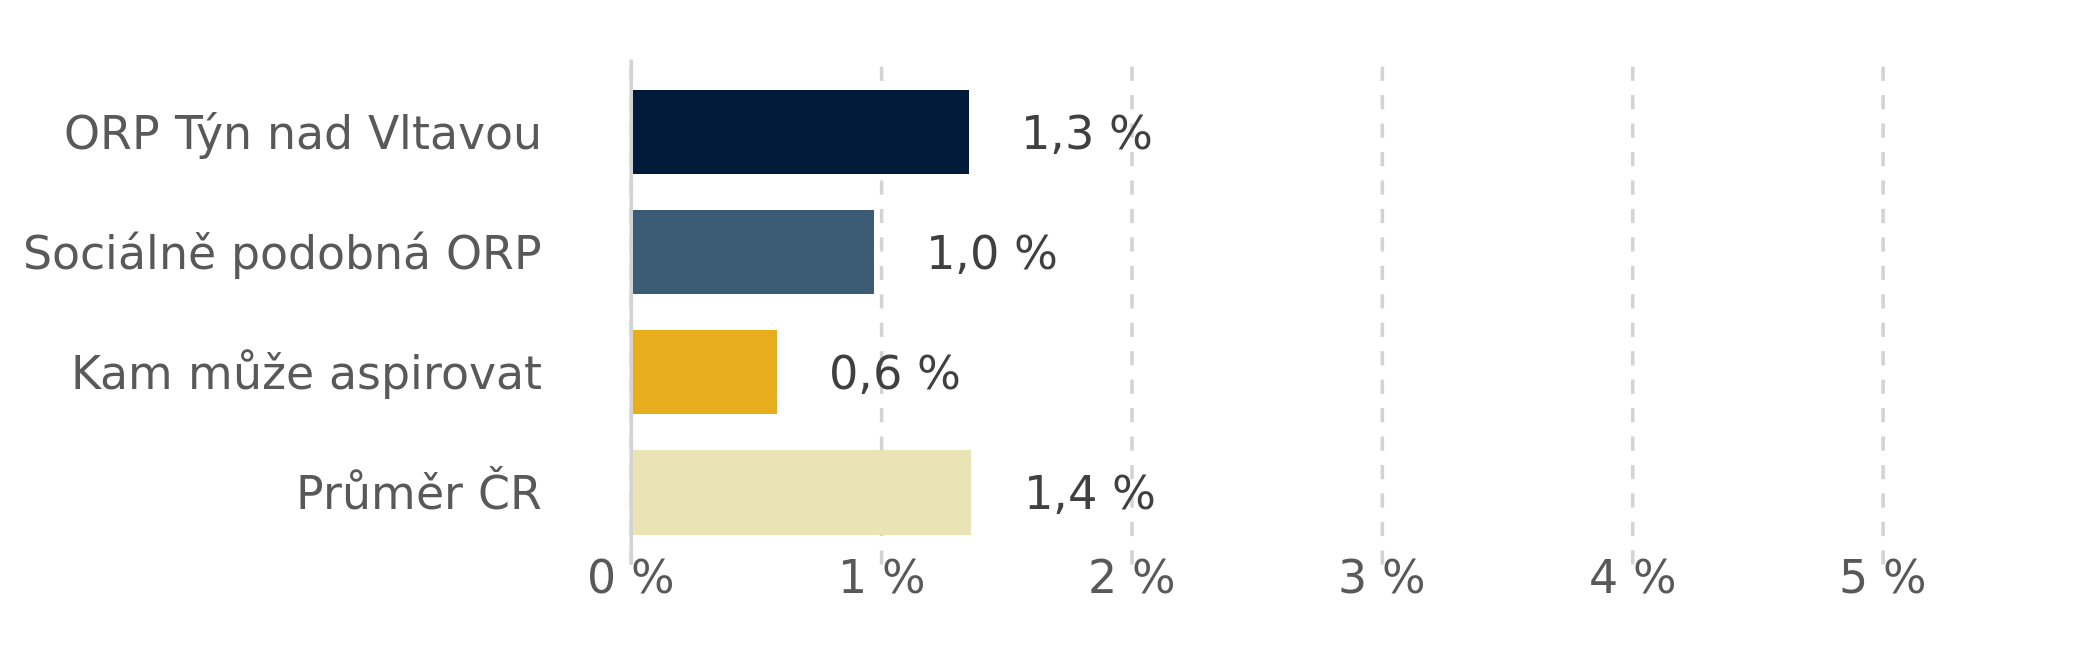 ORP Týn nad Vltavou 1,3 %
Sociálně podobná ORP 1,0 %
Kam může aspirovat 0,6 %
Průměr ČR 1,4 %
0 % 1 % 2 % 3 % 4 % 5 %